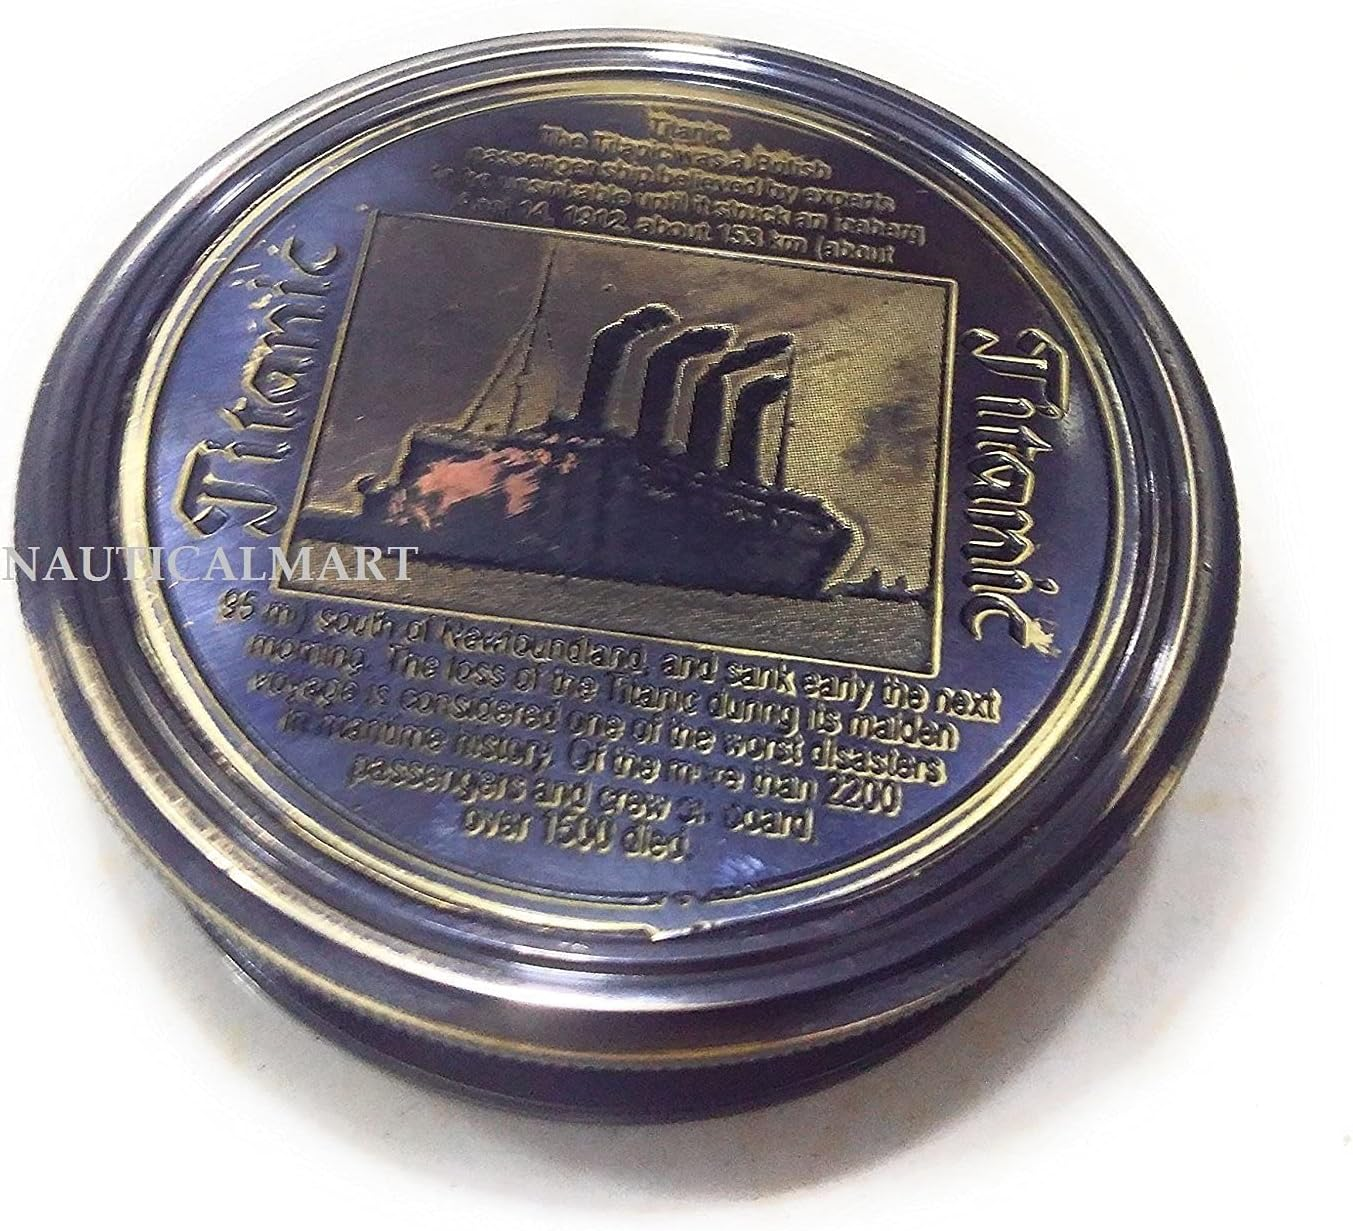 Titanic
The Titanic was a British
passenger ship believed by experts
to be unsinkable until it struck an iceberg
April 14, 1912, about 153 km (about
Titanic
Titanic
NAUTICALMART
95 m) south of Newfoundland, and sank early the next
morning. The loss of the Titanic during its maiden
voyage is considered one of the worst disasters
in maritime history. Of the more than 2200
passengers and crew on board,
over 1500 died.